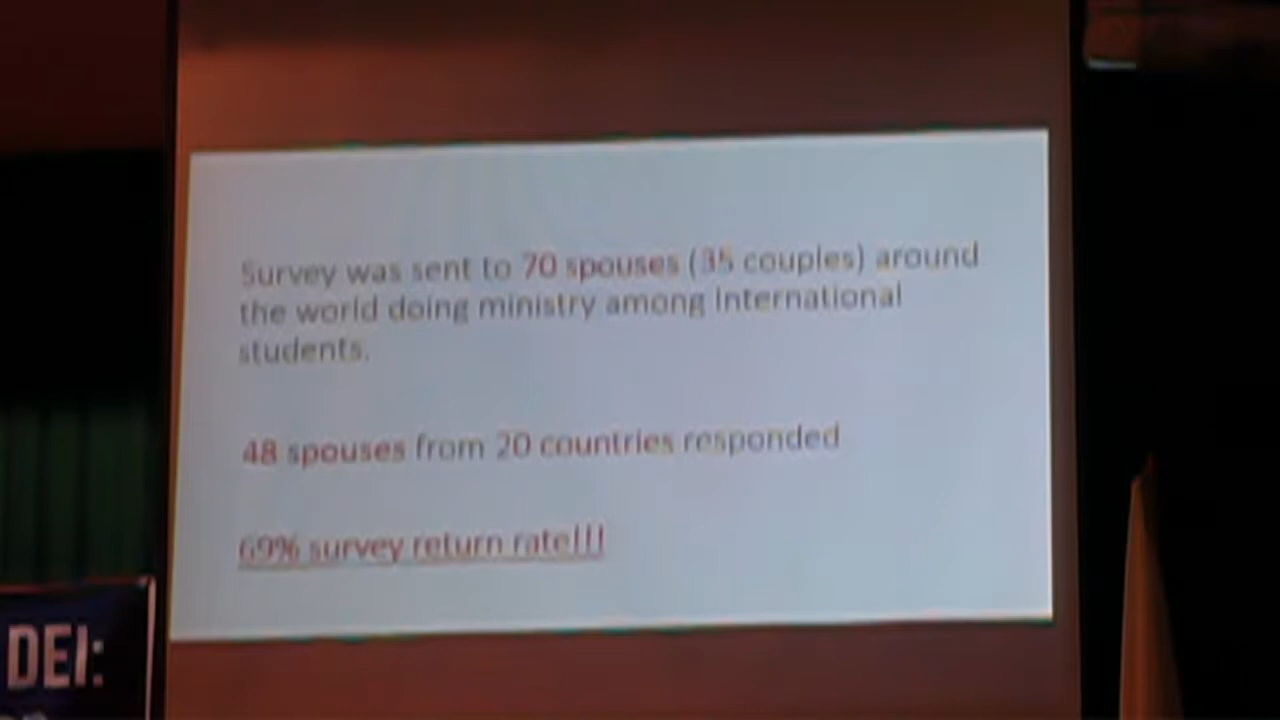 Survey was sent to 70 spouses (35 couples) around
the world doing ministry among International
students.
48 spouses from 20 countries responded
69% survey return rate!!!
DEI: